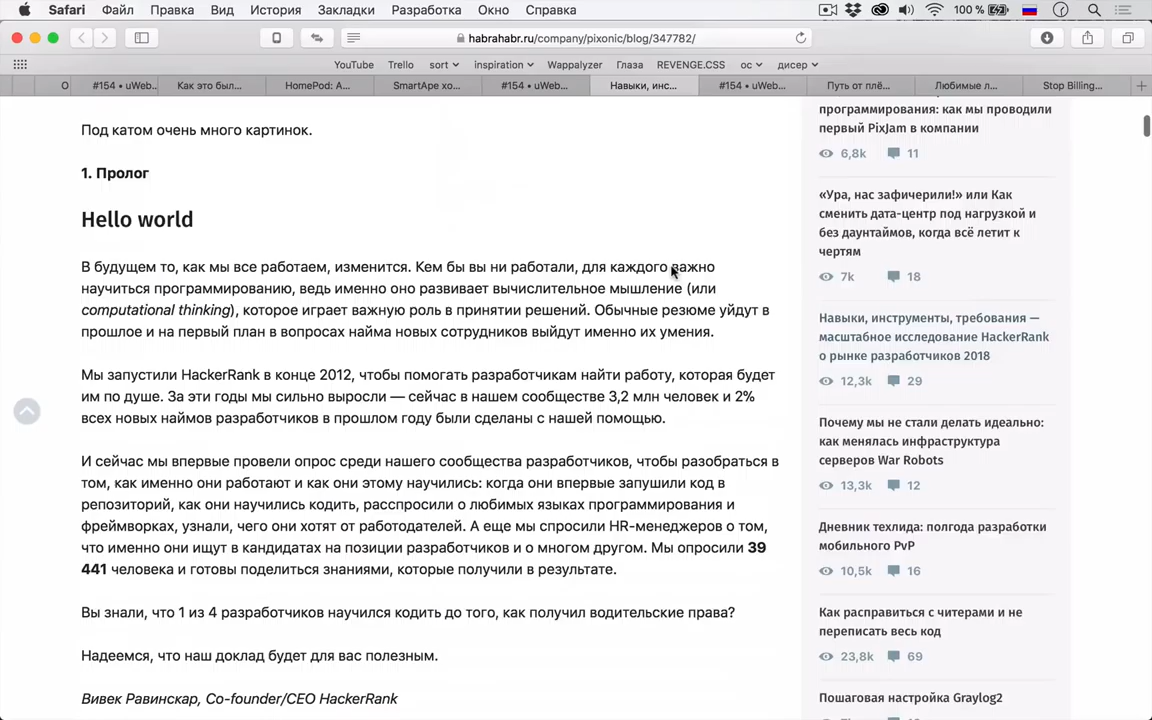 Safari Файл Правка Вид История Закладки Разработка Окно Справка 100 %
habrahabr.ru/company/pixonic/blog/347782/
YouTube Trello sort inspiration Wappalyzer Глаза REVENGE.CSS ос дисер
О #154 • uWeb... Как это был... HomePod: A... SmartApe хо... #154 • uWeb... Навыки, инс... #154 • uWeb... Путь от плё... Любимые л... Stop Billing...
Под катом очень много картинок.
1. Пролог
Hello world
В будущем то, как мы все работаем, изменится. Кем бы вы ни работали, для каждого важно
научиться программированию, ведь именно оно развивает вычислительное мышление (или
computational thinking), которое играет важную роль в принятии решений. Обычные резюме уйдут в
прошлое и на первый план в вопросах найма новых сотрудников выйдут именно их умения.
Мы запустили HackerRank в конце 2012, чтобы помогать разработчикам найти работу, которая будет
им по душе. За эти годы мы сильно выросли — сейчас в нашем сообществе 3,2 млн человек и 2%
всех новых наймов разработчиков в прошлом году были сделаны с нашей помощью.
И сейчас мы впервые провели опрос среди нашего сообщества разработчиков, чтобы разобраться в
том, как именно они работают и как они этому научились: когда они впервые запушили код в
репозиторий, как они научились кодить, расспросили о любимых языках программирования и
фреймворках, узнали, чего они хотят от работодателей. А еще мы спросили HR-менеджеров о том,
что именно они ищут в кандидатах на позиции разработчиков и о многом другом. Мы опросили 39
441 человека и готовы поделиться знаниями, которые получили в результате.
Вы знали, что 1 из 4 разработчиков научился кодить до того, как получил водительские права?
Надеемся, что наш доклад будет для вас полезным.
Вивек Равинскар, Co-founder/CEO HackerRank
программирования: как мы проводили
первый PixJam в компании
6,8k 11
«Ура, нас зафичерили!» или Как
сменить дата-центр под нагрузкой и
без даунтаймов, когда всё летит к
чертям
7k 18
Навыки, инструменты, требования —
масштабное исследование HackerRank
о рынке разработчиков 2018
12,3k 29
Почему мы не стали делать идеально:
как менялась инфраструктура
серверов War Robots
13,3k 12
Дневник техлида: полгода разработки
мобильного PvP
10,5k 16
Как расправиться с читерами и не
переписать весь код
23,8k 69
Пошаговая настройка Graylog2